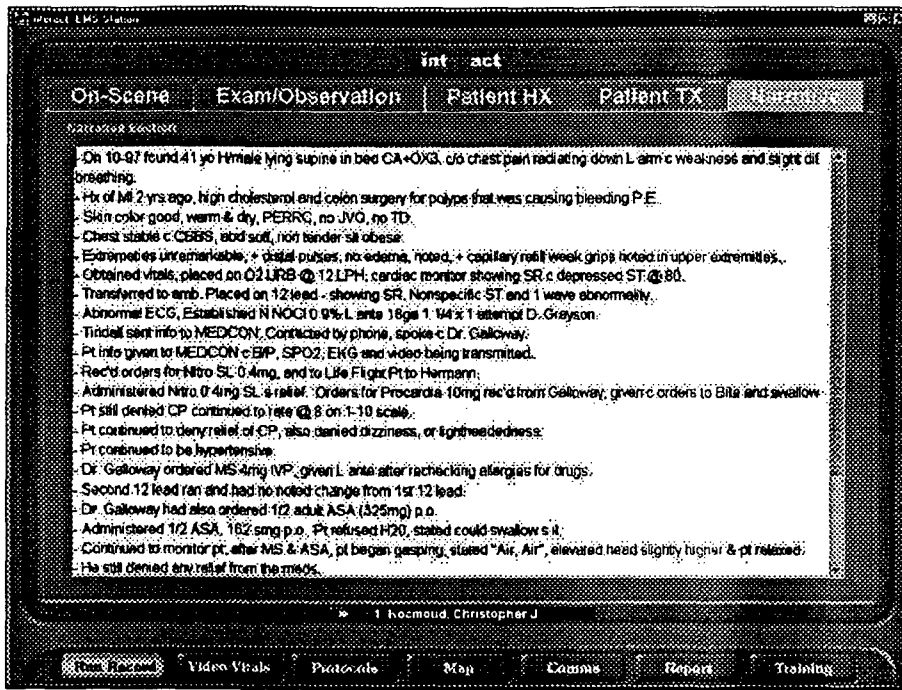 interact EMS Station
int act
On-Scene Exam/Observation Patient HX Patient TX Narrative
Narrative Section
- On 10-97 found 41 yo H/male lying supine in bed CA+OX3, c/o chest pain radiating down L arm c weakness and slight dif
breathing.
- Hx of MI 2 yrs ago, high cholesterol and colon surgery for polyps that was causing bleeding P.E.
- Skin color good, warm & dry, PERRC, no JVD, no TD.
- Chest stable c CBBS, abd soft, non tender sl obese.
- Extremeties unremarkable, + distal pulses, no edema, noted, + capillary refill week grips noted in upper extremities.
- Obtained vitals, placed on O2 @ 12 LPH, cardiac monitor showing SR c depressed ST @ 80.
- Transferred to amb. Placed on 12 lead - showing SR, Nonspecific ST and wave abnormality.
- Abnormal ECG, Established N 0.9% L ante 18ga 1 1/4 x 1 attempt D. Grayson.
- Tindell sent info to MEDCON, Contacted by phone, spoke c Dr. Galloway.
- Pt info given to MEDCON c B/P, SPO2, EKG and video being transmitted.
- Rec'd orders for Nitro SL 0.4mg, and to Life Flight Pt to Hermann.
- Administered Nitro 0.4mg SL s relief. Orders for Procardia 10mg rec'd from Galloway, given c orders to Bite and swallow
- Pt still denied CP continued to rate @ 8 on 1-10 scale.
- Pt continued to deny relief of CP, also denied dizziness, or lightheadedness.
- Pt continued to be hypertensive.
- Dr. Galloway ordered MS 4mg IVP, given L ante after rechecking allergies for drugs.
- Second 12 lead ran and had no noted change from 1st 12 lead.
- Dr. Galloway had also ordered 1/2 adult ASA (325mg) p.o.
- Administered 1/2 ASA, 162.5mg p.o. Pt refused H20, stated could swallow s it.
- Continued to monitor pt, after MS & ASA, pt began gasping, stated "Air, Air", elevated head slightly higher & pt relaxed.
- He still denied any relief from the meds.
1 Kozmoud, Christopher J
Run Record Video Vitals Protocols Map Comms Report Training